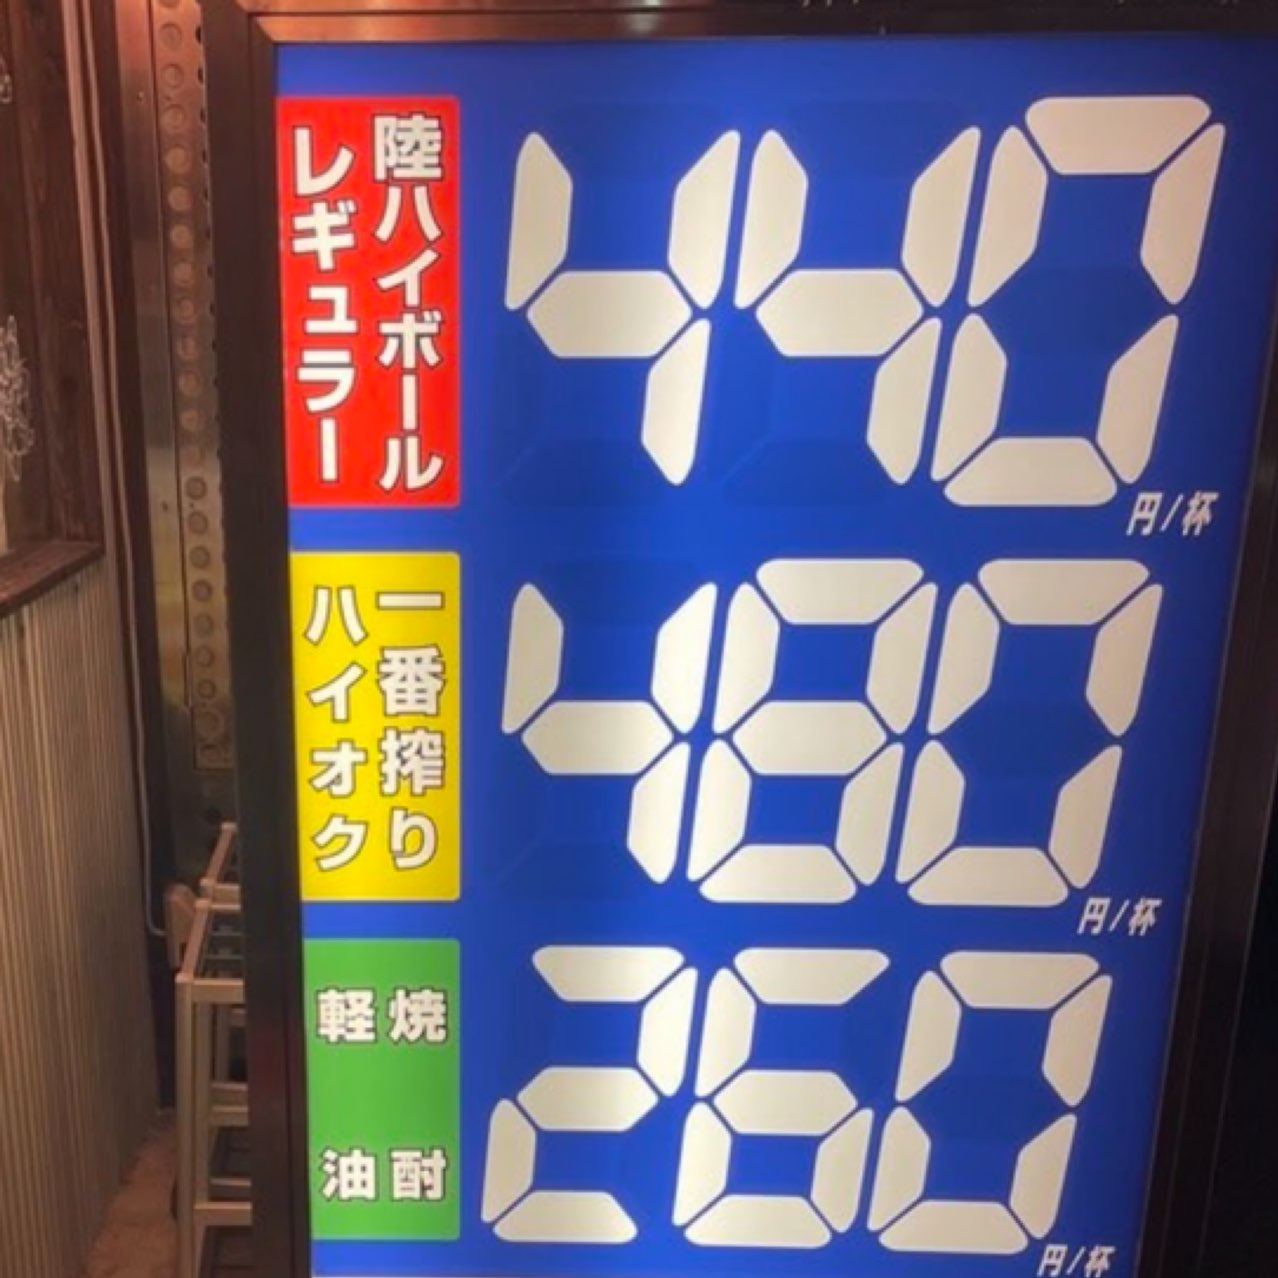 陸ハイボール
レギュラー
440
円/杯
一番搾り
ハイオク
480
円/杯
焼酎
軽油
260
円/杯